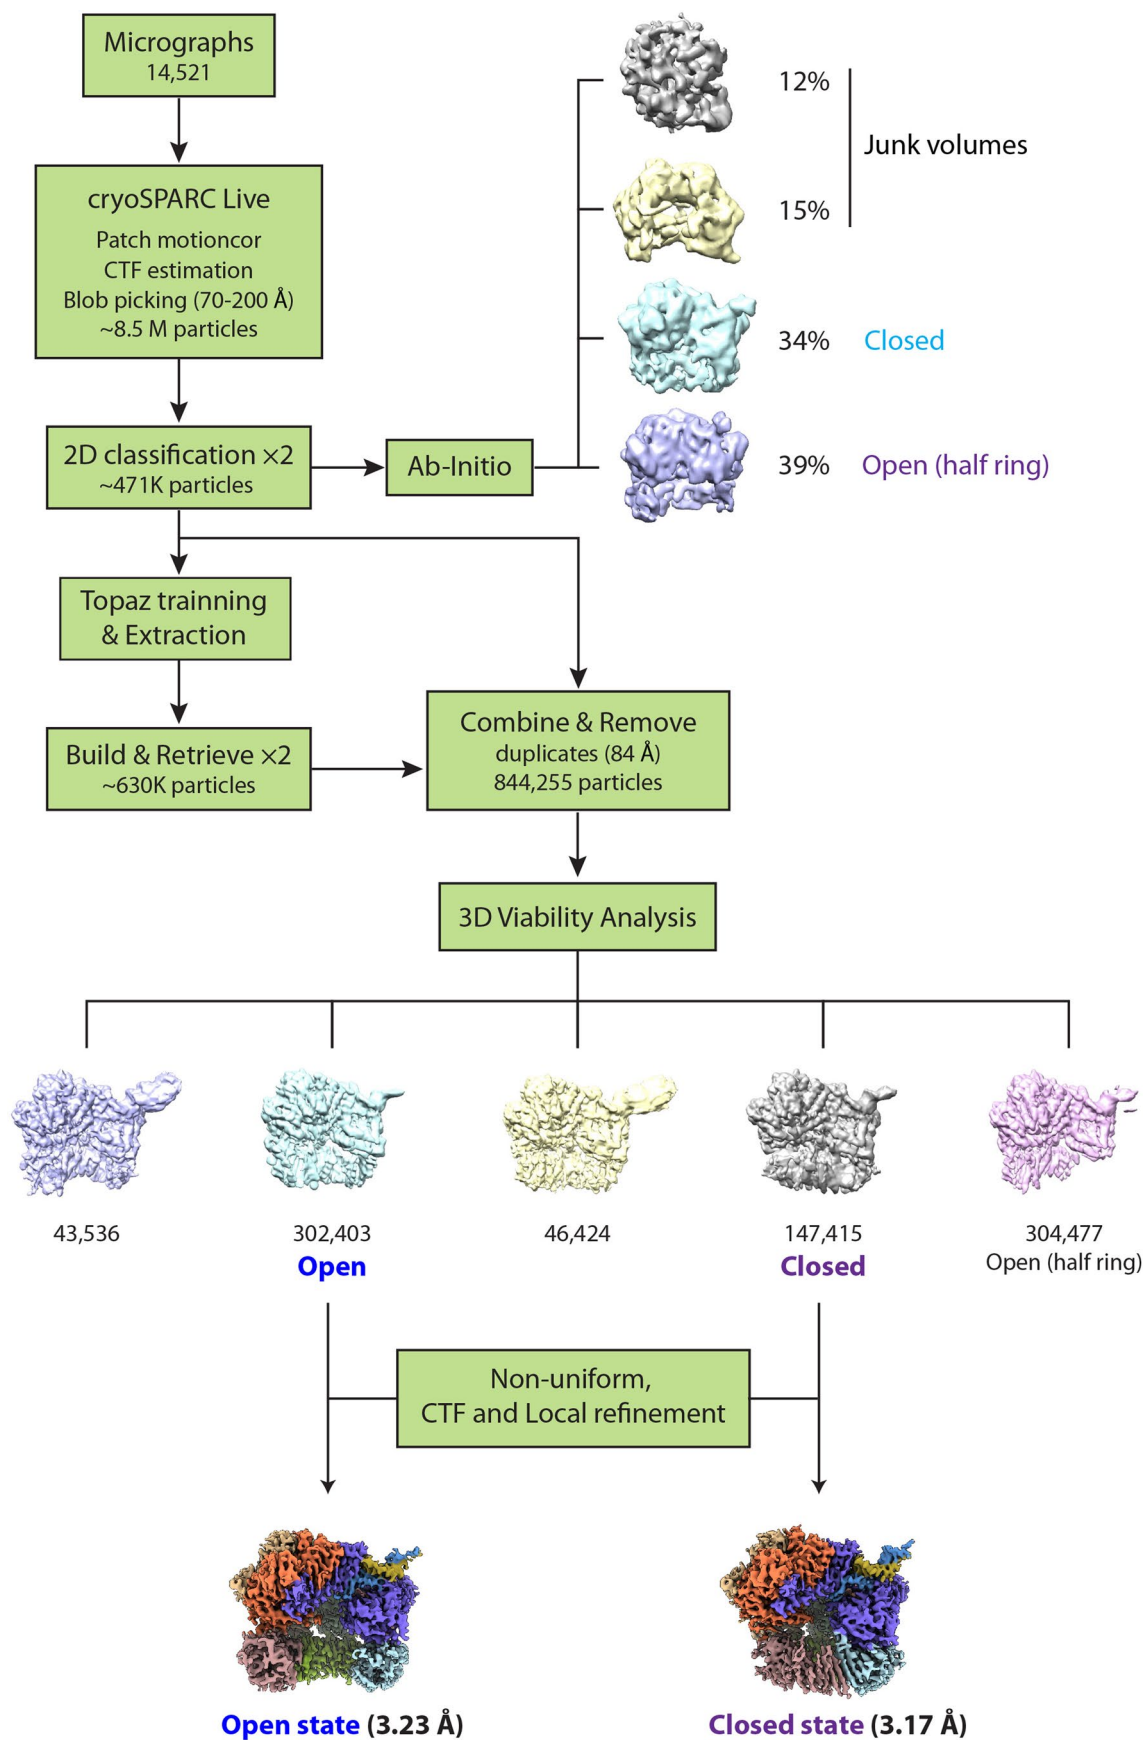 Micrographs
14,521
cryoSPARC Live
Patch motioncor
CTF estimation
Blob picking (70-200 Å)
~8.5 M particles
2D classification ×2
~471K particles
Ab-Initio
12%
15%
Junk volumes
34% Closed
39% Open (half ring)
Topaz trainning
& Extraction
Build & Retrieve ×2
~630K particles
Combine & Remove
duplicates (84 Å)
844,255 particles
3D Viability Analysis
43,536
302,403
Open
46,424
147,415
Closed
304,477
Open (half ring)
Non-uniform,
CTF and Local refinement
Open state (3.23 Å)
Closed state (3.17 Å)